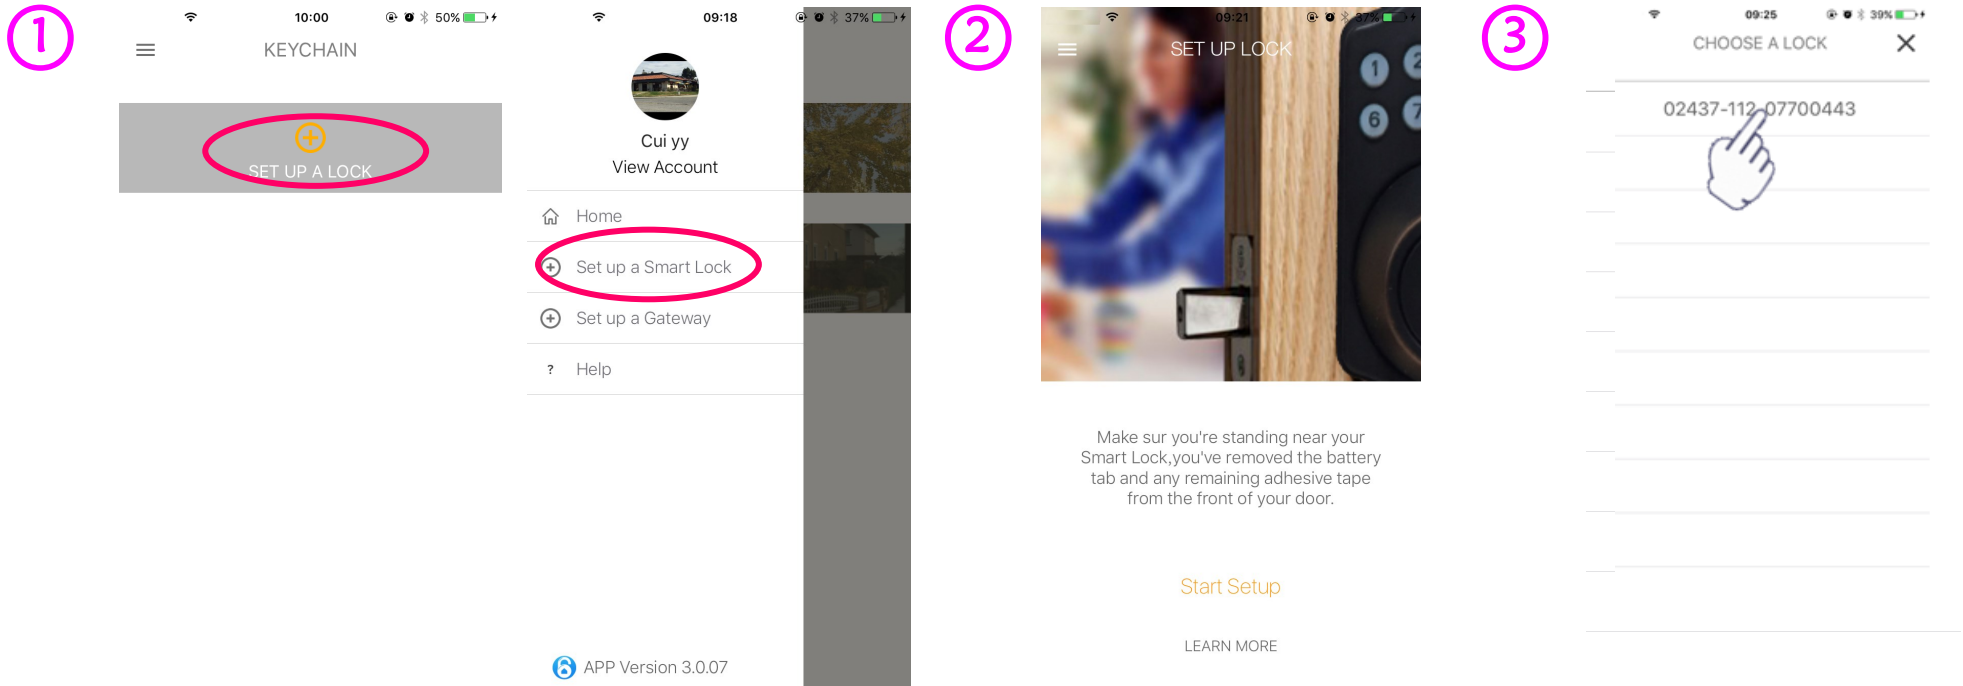 1
10:00
50%
KEYCHAIN
SET UP A LOCK
09:18
37%
Cui yy
View Account
Home
Set up a Smart Lock
Set up a Gateway
?
Help
APP Version 3.0.07
2
09:21
37%
SET UP LOCK
1
2
6
7
Make sur you're standing near your
Smart Lock,you've removed the battery
tab and any remaining adhesive tape
from the front of your door.
Start Setup
LEARN MORE
3
09:25
39%
CHOOSE A LOCK
02437-112-07700443